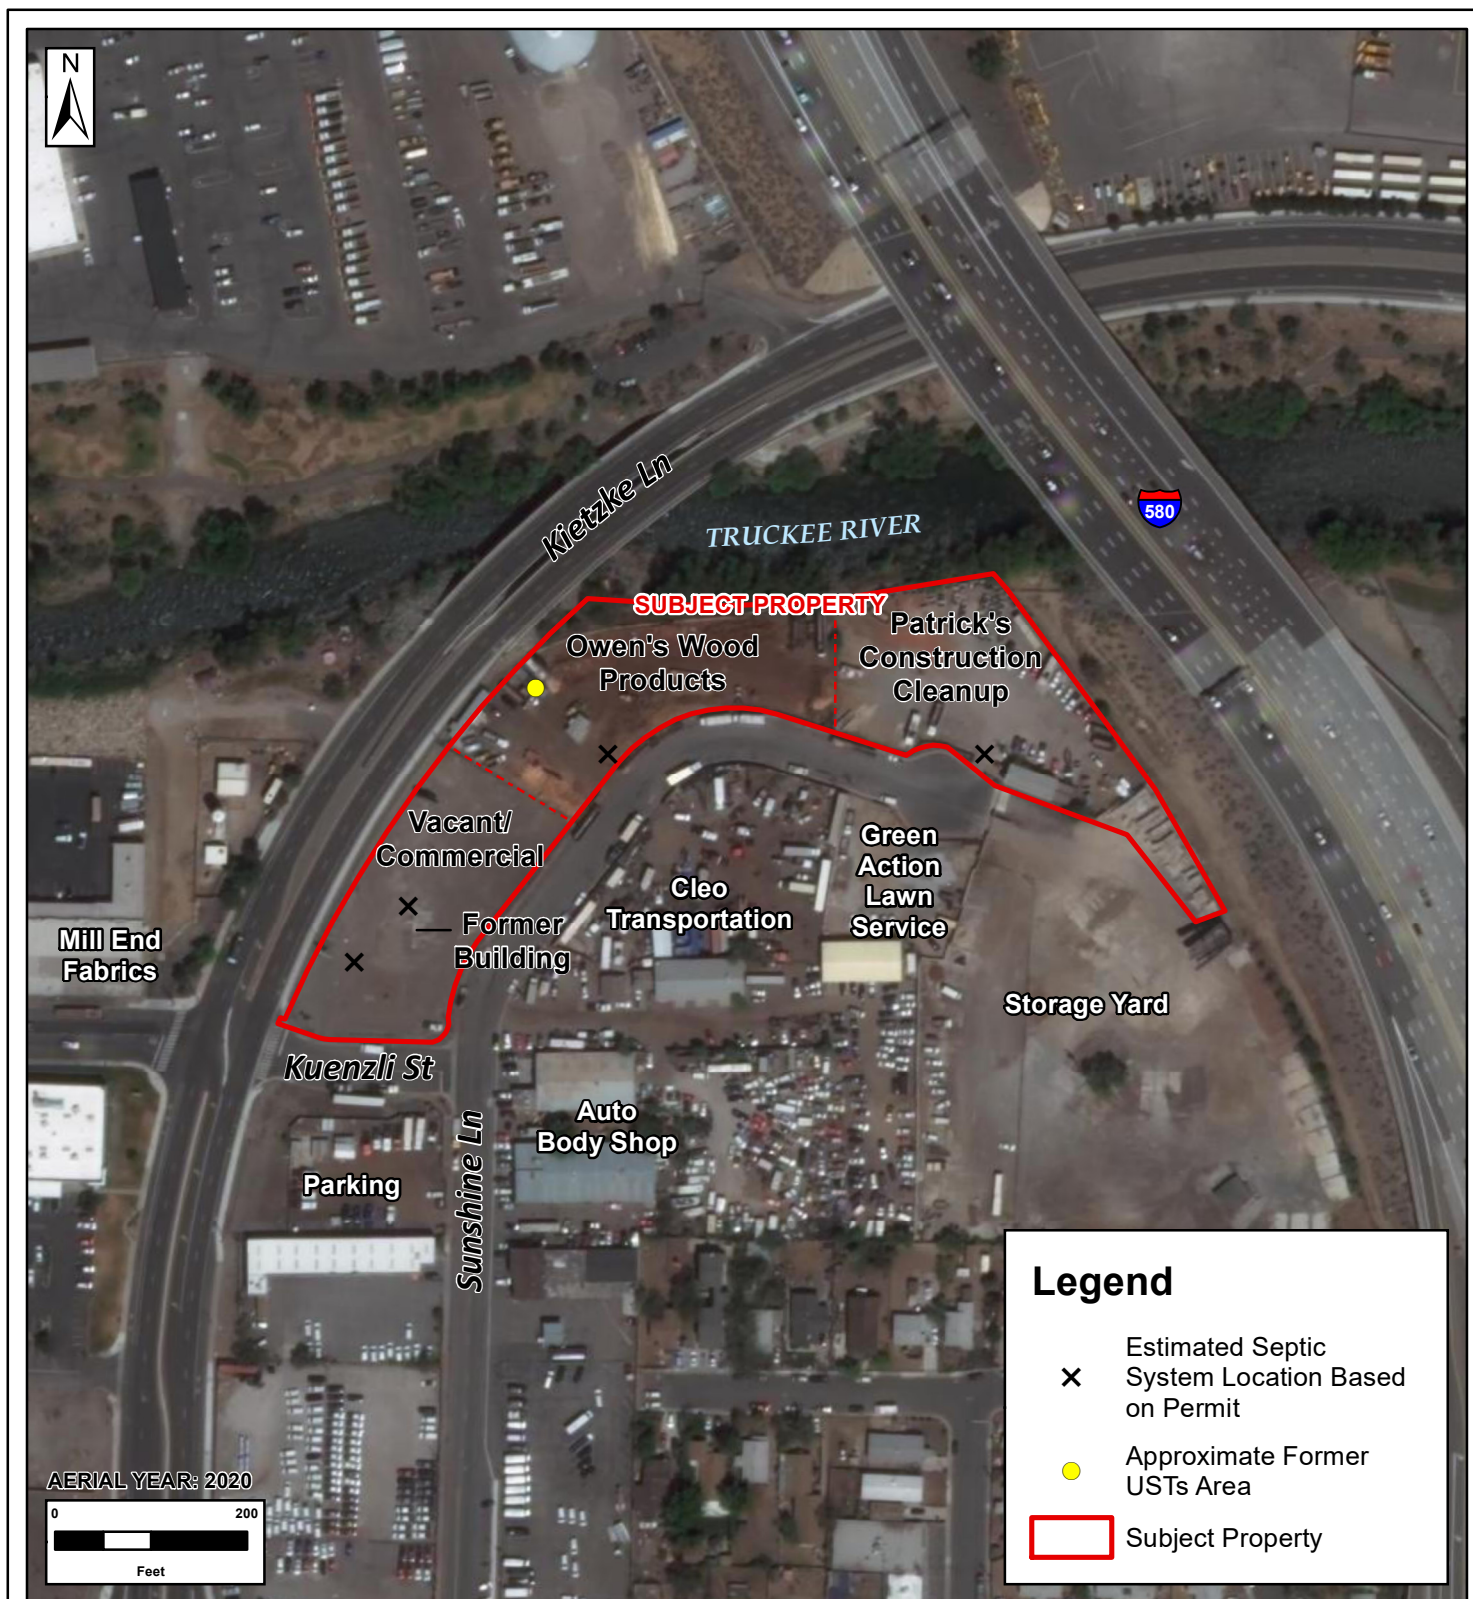 N
Kietzke Ln
TRUCKEE RIVER
580
SUBJECT PROPERTY
Owen's Wood
Products
Patrick's
Construction
Cleanup
Vacant/
Commercial
Former
Building
Mill End
Fabrics
Cleo
Transportation
Green
Action
Lawn
Service
Storage Yard
Kuenzli St
Sunshine Ln
Auto
Body Shop
Parking
AERIAL YEAR: 2020
0 200
Feet
Legend
Estimated Septic
System Location Based
on Permit
Approximate Former
USTs Area
Subject Property